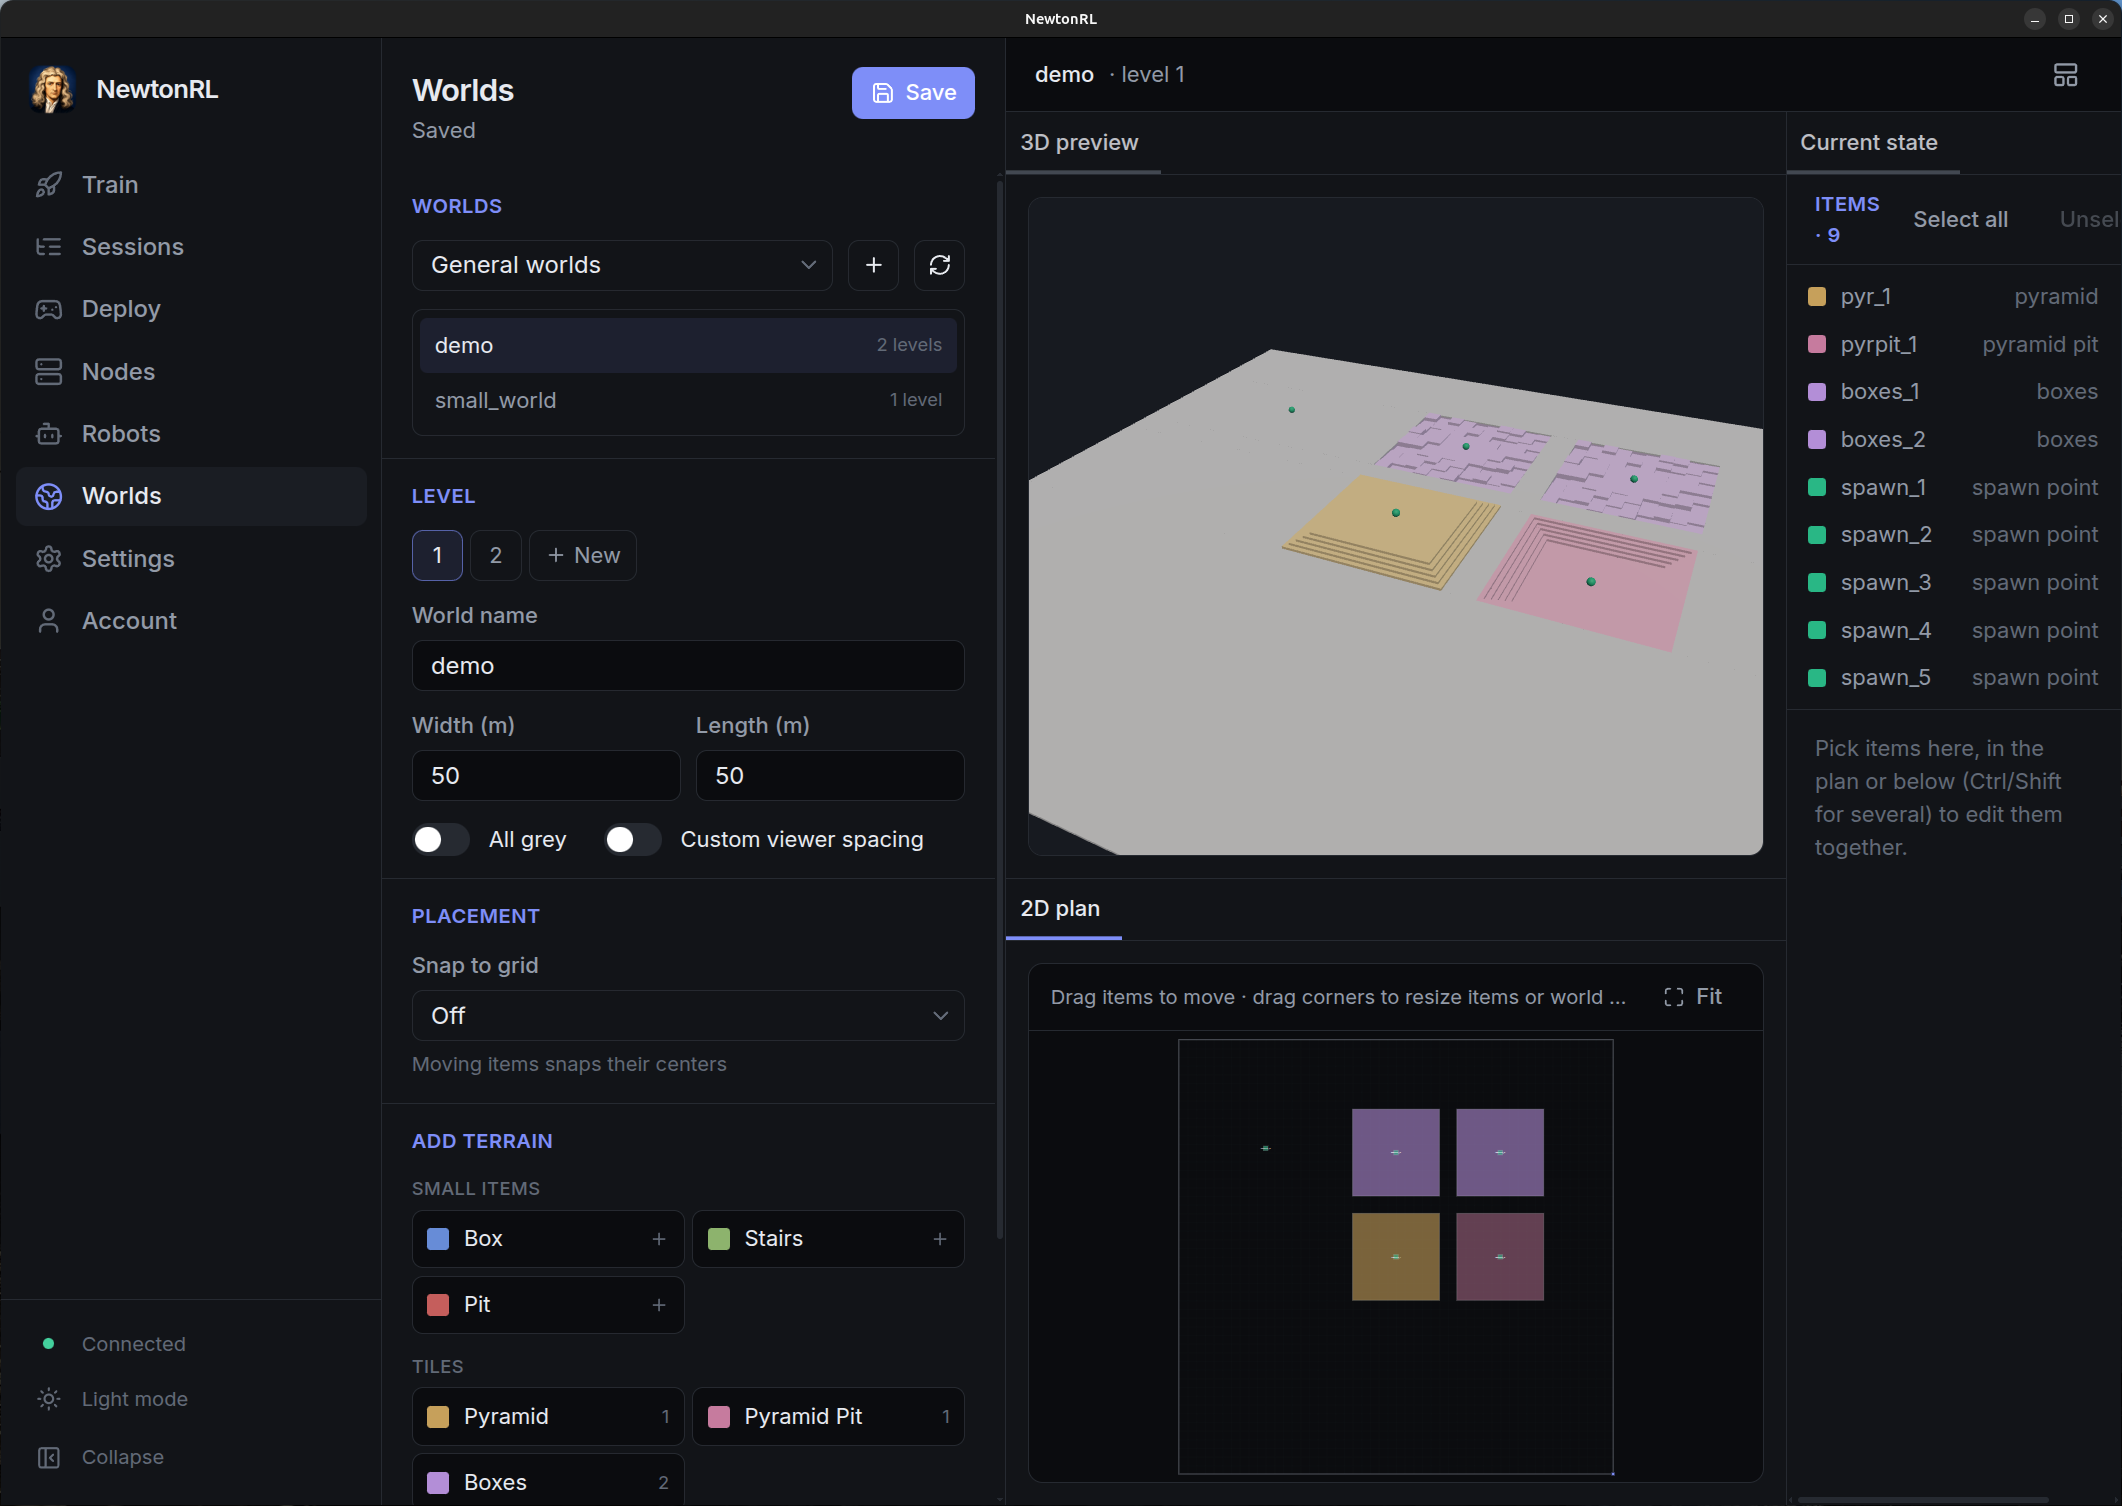 NewtonRL
NewtonRL
Train
Sessions
Deploy
Nodes
Robots
Worlds
Settings
Account
Connected
Light mode
Collapse
Worlds
Saved
Save
WORLDS
General worlds
demo 2 levels
small_world 1 level
LEVEL
1 2 + New
World name
demo
Width (m) Length (m)
50 50
All grey Custom viewer spacing
PLACEMENT
Snap to grid
Off
Moving items snaps their centers
ADD TERRAIN
SMALL ITEMS
Box + Stairs +
Pit +
TILES
Pyramid 1 Pyramid Pit 1
Boxes 2
demo · level 1
3D preview
2D plan
Drag items to move · drag corners to resize items or world ... Fit
Current state
ITEMS
· 9
Select all Unsel
pyr_1 pyramid
pyrpit_1 pyramid pit
boxes_1 boxes
boxes_2 boxes
spawn_1 spawn point
spawn_2 spawn point
spawn_3 spawn point
spawn_4 spawn point
spawn_5 spawn point
Pick items here, in the
plan or below (Ctrl/Shift
for several) to edit them
together.